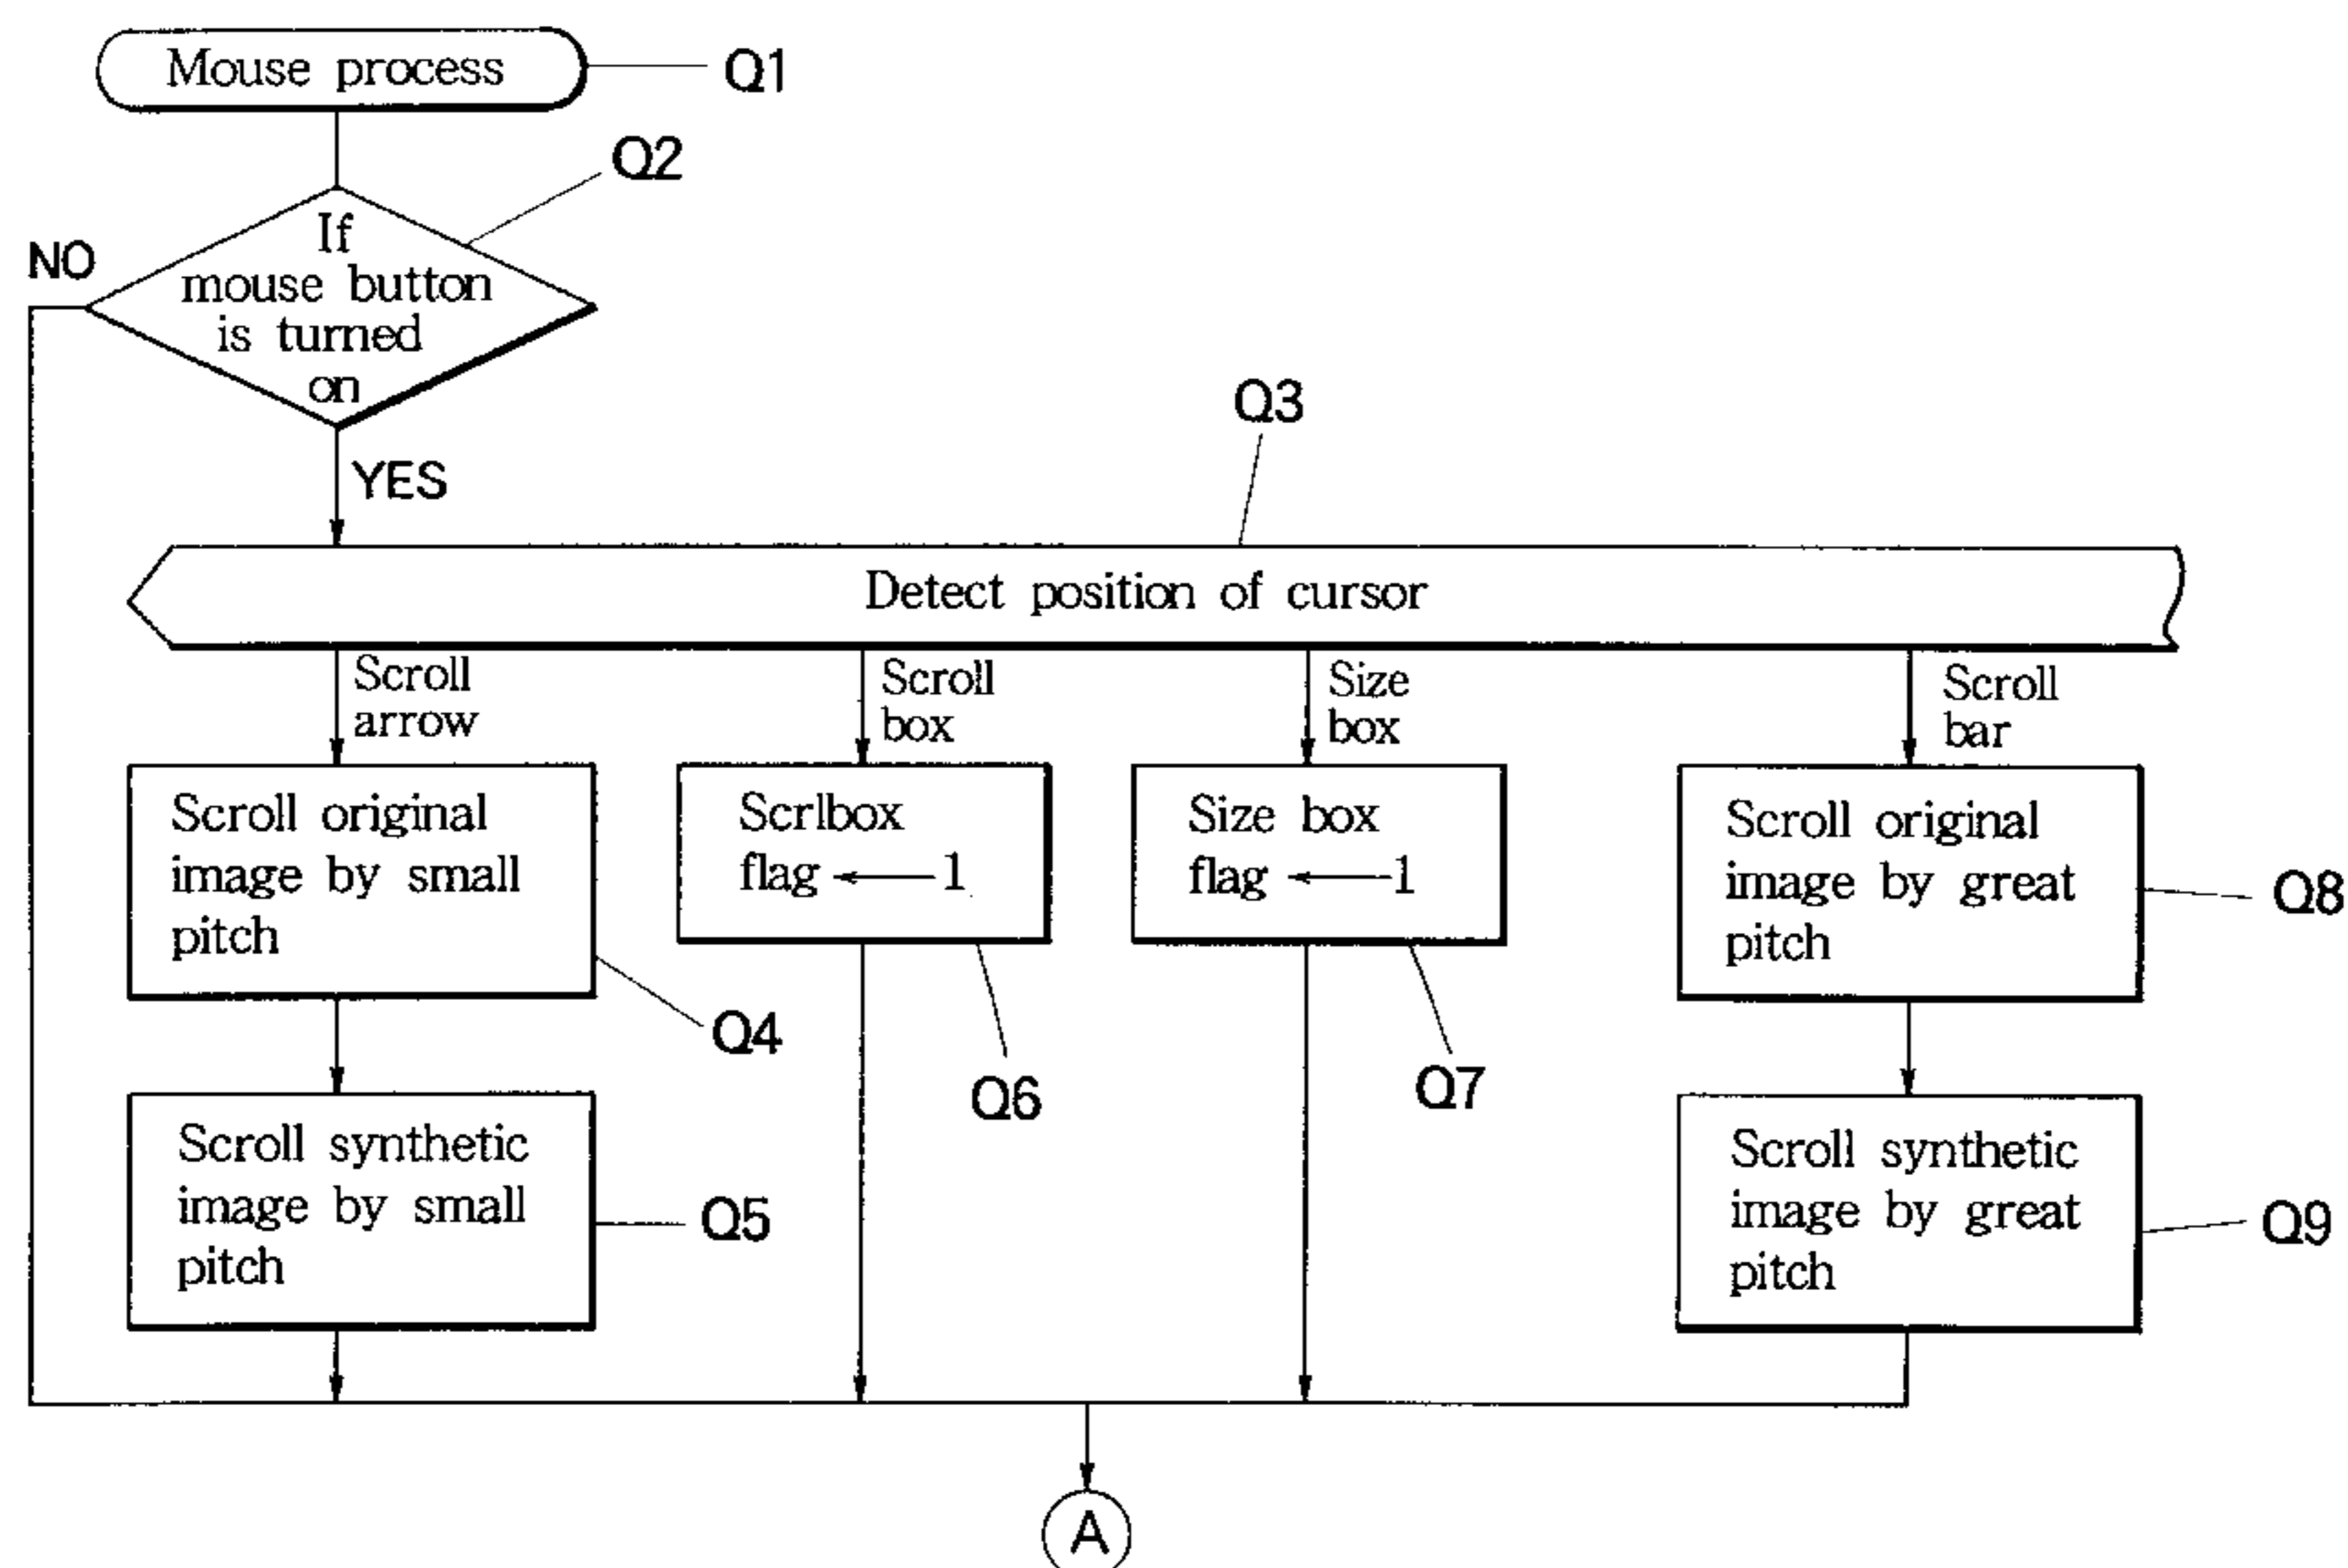 Mouse process
Q1
Q2
If
mouse button
is turned
on
NO
YES
Q3
Detect position of cursor
Scroll
arrow
Scroll
box
Size
box
Scroll
bar
Scroll original
image by small
pitch
Q4
Scrlbox
flag ← 1
Q6
Size box
flag ← 1
Q7
Scroll original
image by great
pitch
Q8
Scroll synthetic
image by small
pitch
Q5
Scroll synthetic
image by great
pitch
Q9
A